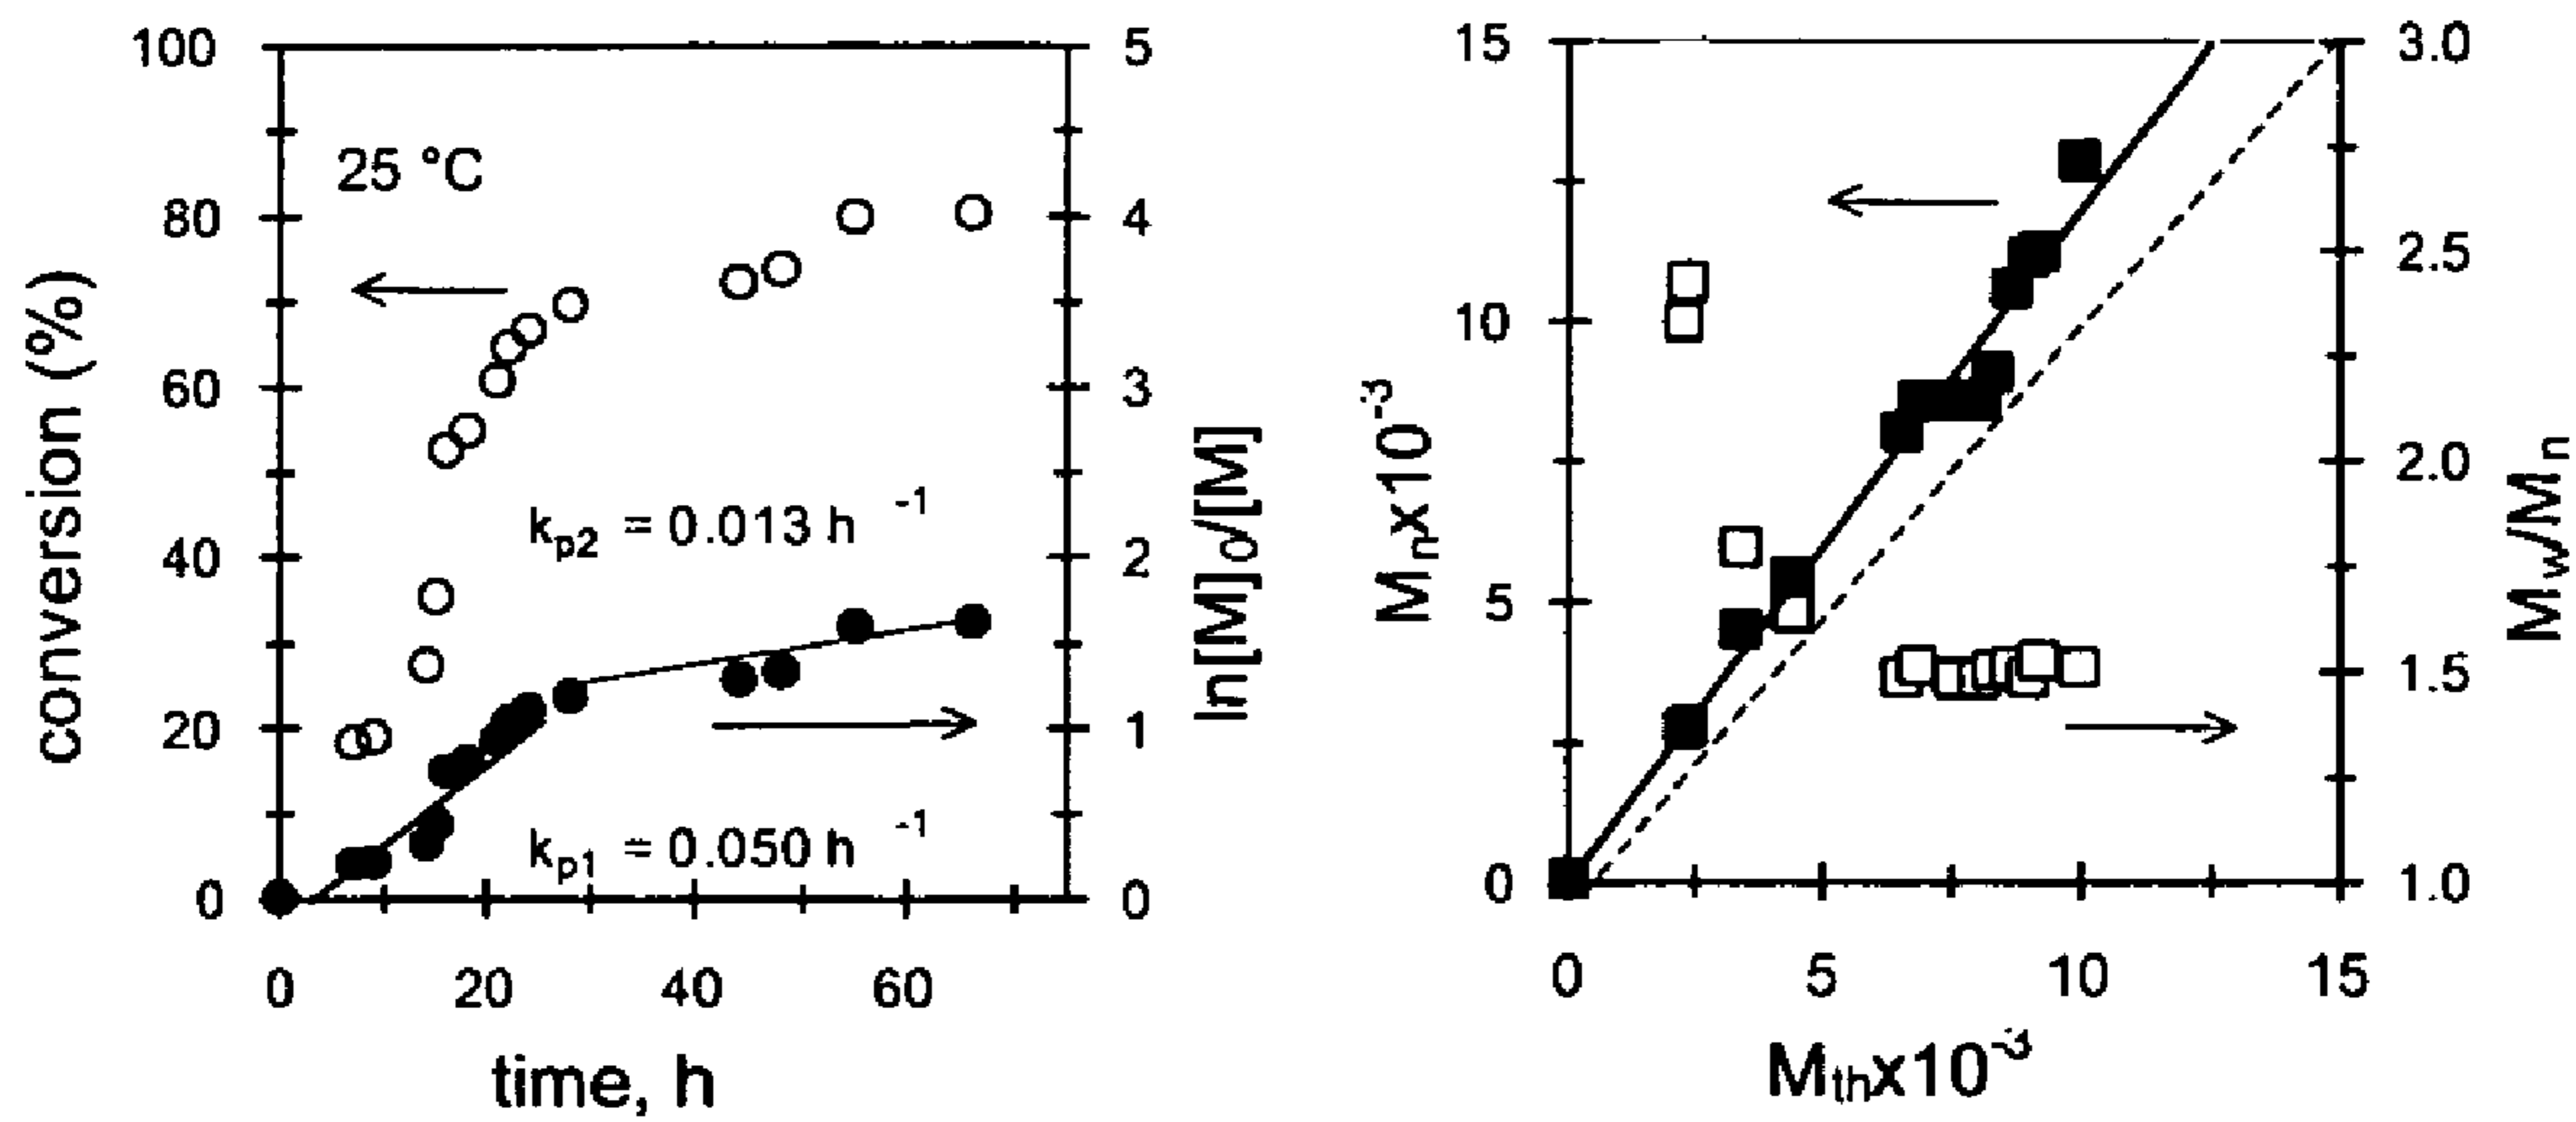 100
80
60
40
20
0
conversion (%)
25 °C
kp2 = 0.013 h -1
kp1 = 0.050 h -1
5
4
3
2
1
0
ln[M]0/[M]
0 20 40 60
time, h
15
10
5
0
Mnx10-3
3.0
2.5
2.0
1.5
1.0
Mw/Mn
0 5 10 15
Mthx10-3